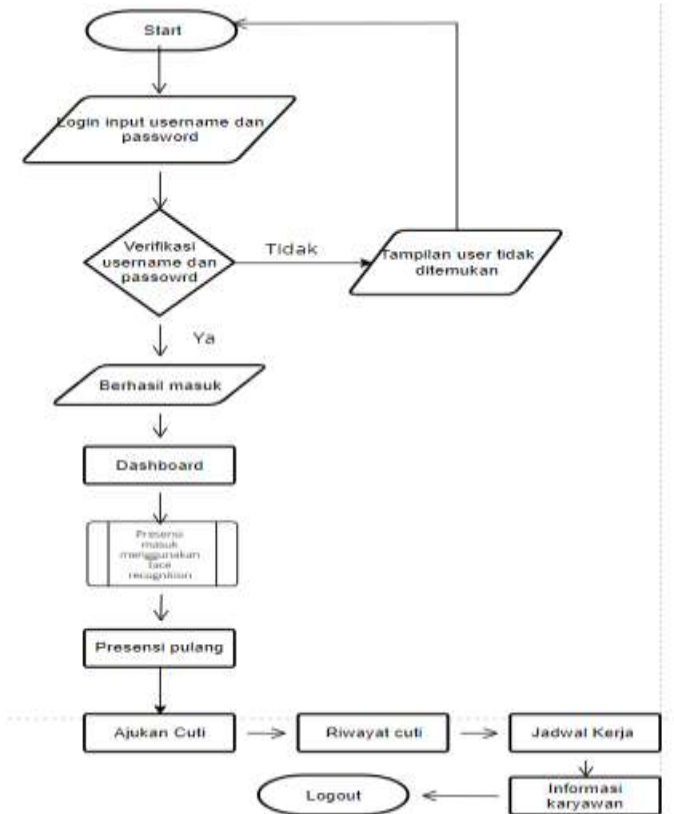 Start
Login input username dan
password
Verifikasi
username dan
passowrd
Tidak
Tampilan user tidak
ditemukan
Ya
Berhasil masuk
Dashboard
Presensi
masuk
menggunakan
face
recognition
Presensi pulang
Ajukan Cuti
Riwayat cuti
Jadwal Kerja
Informasi
karyawan
Logout